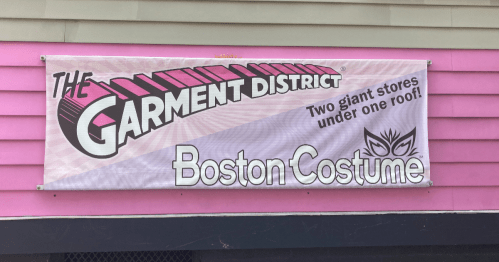 THE
GARMENT DISTRICT
Two giant stores
under one roof!
Boston Costume